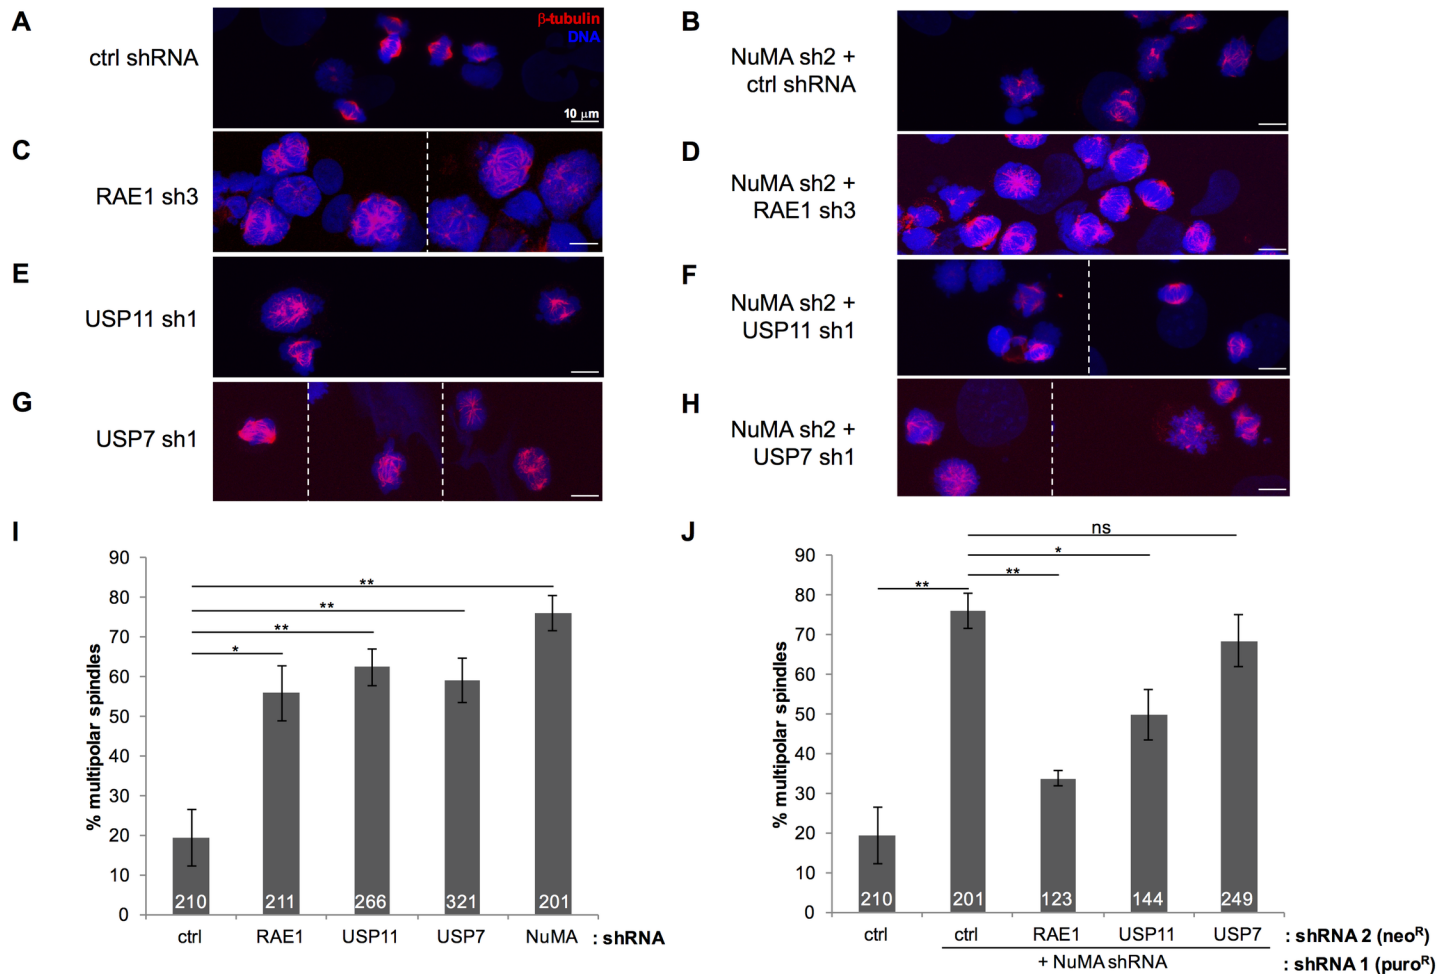 A
ctrl shRNA
β-tubulin
DNA
10 µm
B
NuMA sh2 +
ctrl shRNA
C
RAE1 sh3
D
NuMA sh2 +
RAE1 sh3
E
USP11 sh1
F
NuMA sh2 +
USP11 sh1
G
USP7 sh1
H
NuMA sh2 +
USP7 sh1
I
% multipolar spindles
90
80
70
60
50
40
30
20
10
0
**
**
**
*
210
211
266
321
201
ctrl RAE1 USP11 USP7 NuMA : shRNA
J
% multipolar spindles
90
80
70
60
50
40
30
20
10
0
ns
*
**
**
210
201
123
144
249
ctrl ctrl RAE1 USP11 USP7 : shRNA 2 (neoᴿ)
+ NuMA shRNA : shRNA 1 (puroᴿ)